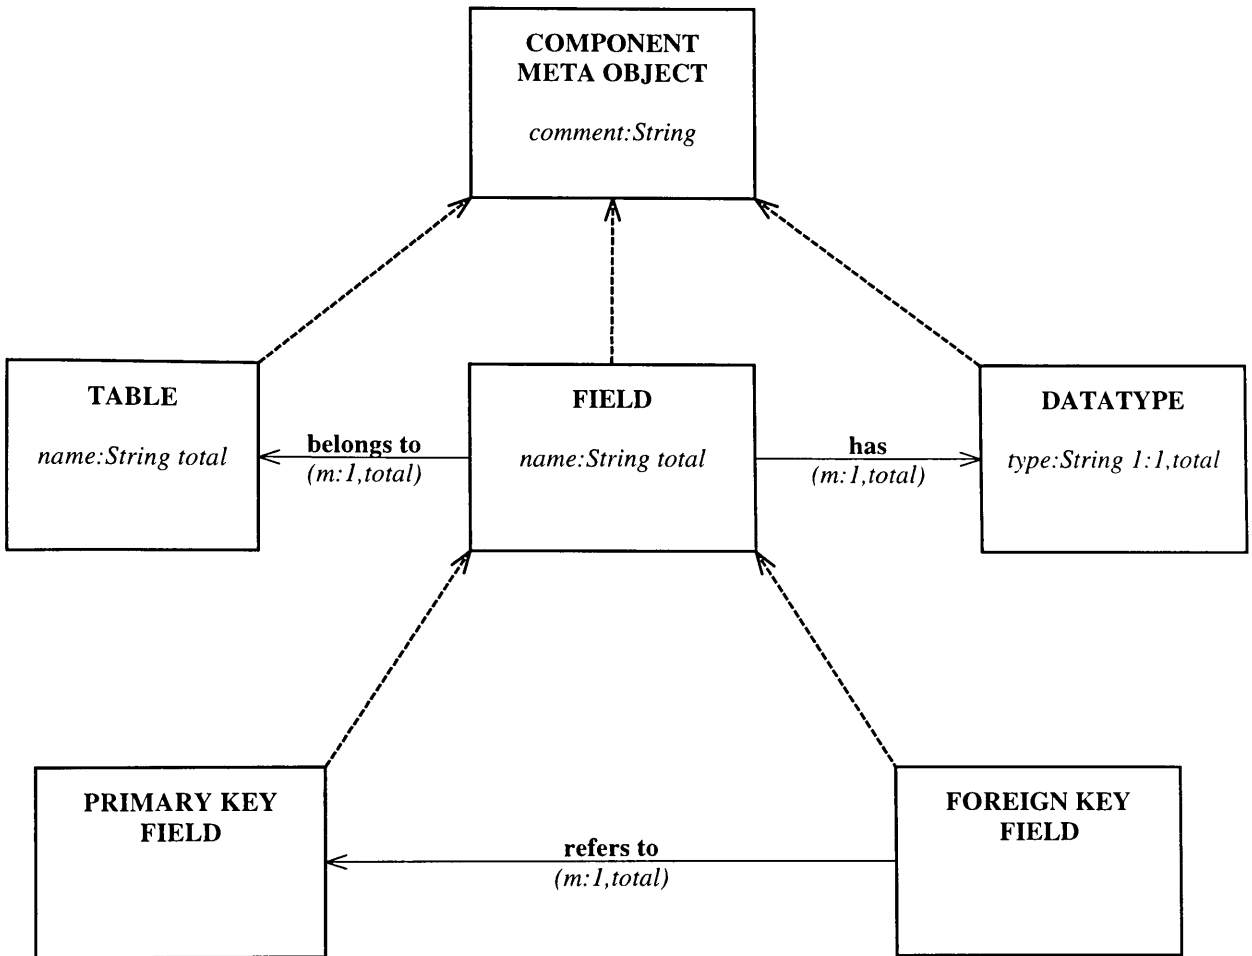 COMPONENT
META OBJECT
comment:String
TABLE
name:String total
belongs to
(m:1,total)
FIELD
name:String total
has
(m:1,total)
DATATYPE
type:String 1:1,total
PRIMARY KEY
FIELD
refers to
(m:1,total)
FOREIGN KEY
FIELD